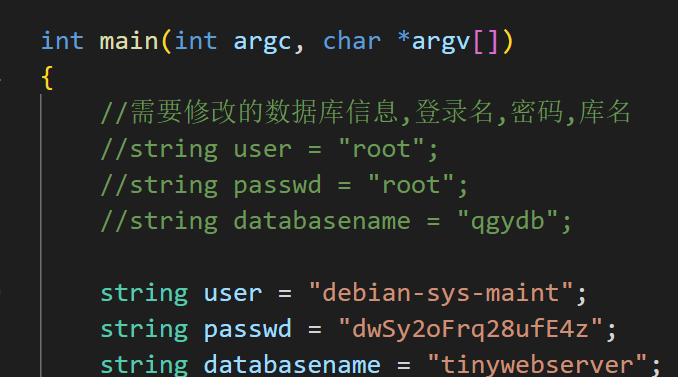 int main(int argc, char *argv[])
{
//需要修改的数据库信息,登录名,密码,库名
//string user = "root";
//string passwd = "root";
//string databasename = "qgydb";
string user = "debian-sys-maint";
string passwd = "dwSy2oFrq28ufE4z";
string databasename = "tinywebserver";